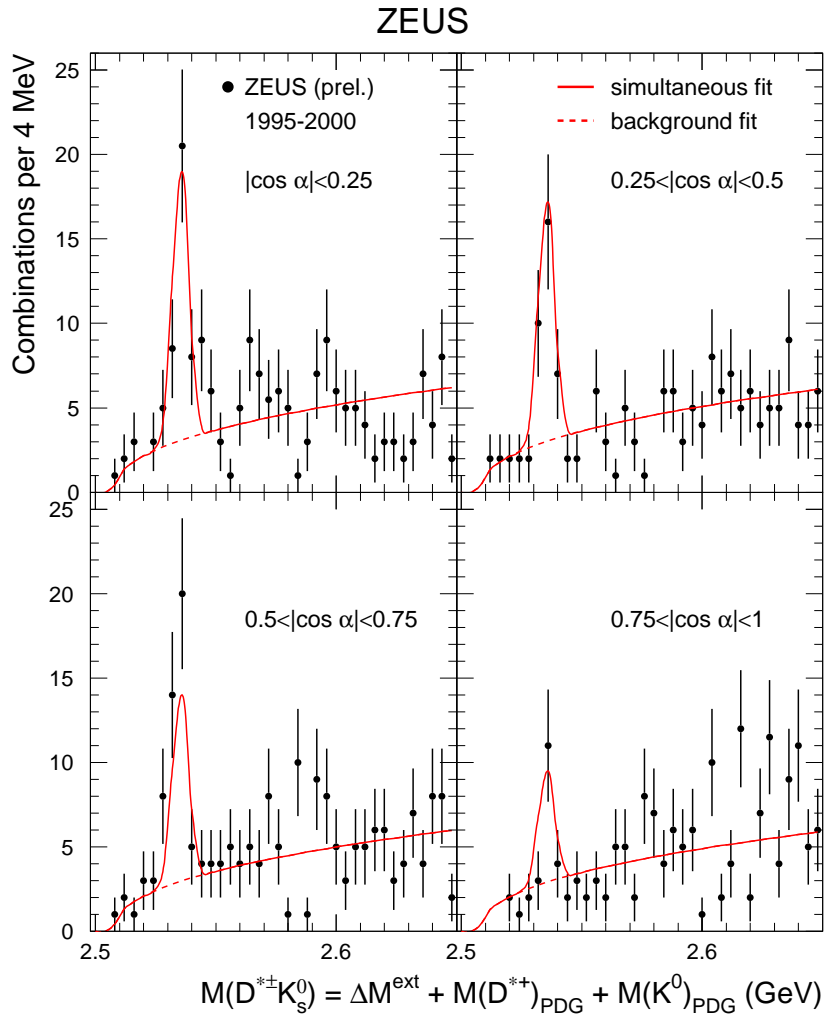 ZEUS
Combinations per 4 MeV
25
20
15
10
5
0
ZEUS (prel.)
1995-2000
|cos α|<0.25
simultaneous fit
background fit
0.25<|cos α|<0.5
20
15
10
5
0
0.5<|cos α|<0.75
0.75<|cos α|<1
2.5
2.6
2.5
2.6
M(D*±K⁰ₛ) = ΔMᵉˣᵗ + M(D*⁺)PDG + M(K⁰)PDG (GeV)